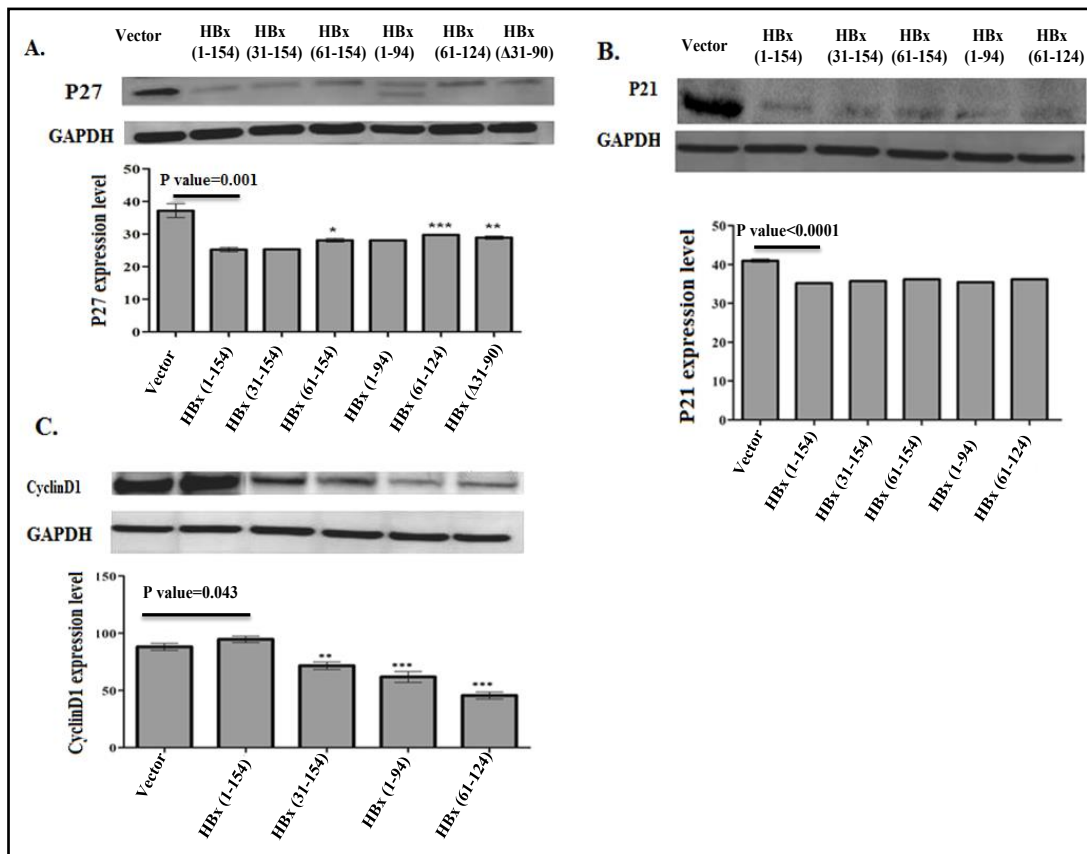 A.
Vector HBx (1-154) HBx (31-154) HBx (61-154) HBx (1-94) HBx (61-124) HBx (Δ31-90)
P27
GAPDH
P value=0.001
50
40
30
20
10
0
* *** **
P27 expression level
Vector
HBx (1-154)
HBx (31-154)
HBx (61-154)
HBx (1-94)
HBx (61-124)
HBx (Δ31-90)
B.
Vector HBx (1-154) HBx (31-154) HBx (61-154) HBx (1-94) HBx (61-124)
P21
GAPDH
P value<0.0001
50
40
30
20
10
0
P21 expression level
Vector
HBx (1-154)
HBx (31-154)
HBx (61-154)
HBx (1-94)
HBx (61-124)
C.
CyclinD1
GAPDH
P value=0.043
150
100
50
0
** *** ***
CyclinD1 expression level
Vector
HBx (1-154)
HBx (31-154)
HBx (1-94)
HBx (61-124)